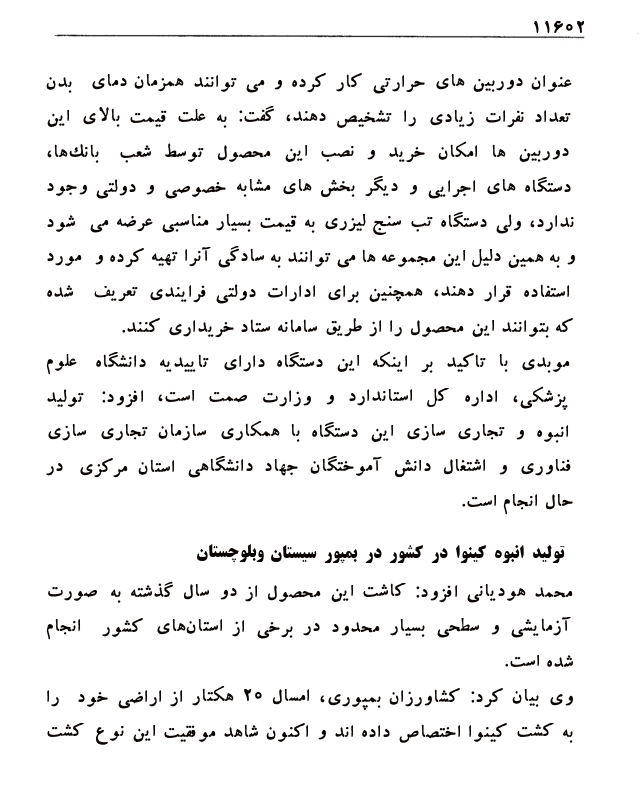 ۱۱۶۰۲
عنوان دوربین های حرارتی کار کرده و می توانند همزمان دمای بدن
تعداد نفرات زیادی را تشخیص دهند، گفت: به علت قیمت بالای این
دوربین ها امکان خرید و نصب این محصول توسط شعب بانك‌ها،
دستگاه های اجرایی و دیگر بخش های مشابه خصوصی و دولتی وجود
ندارد، ولی دستگاه تب سنج لیزری به قیمت بسیار مناسبی عرضه می شود
و به همین دلیل این مجموعه ها می توانند به سادگی آنرا تهیه کرده و مورد
استفاده قرار دهند، همچنین برای ادارات دولتی فرایندی تعریف شده
که بتوانند این محصول را از طریق سامانه ستاد خریداری کنند.
موبدی با تاکید بر اینکه این دستگاه دارای تاییدیه دانشگاه علوم
پزشکی، اداره کل استاندارد و وزارت صمت است، افزود: تولید
انبوه و تجاری سازی این دستگاه با همکاری سازمان تجاری سازی
فناوری و اشتغال دانش آموختگان جهاد دانشگاهی استان مرکزی در
حال انجام است.
تولید انبوه کینوا در کشور در بمپور سیستان وبلوچستان
محمد هودیانی افزود: کاشت این محصول از دو سال گذشته به صورت
آزمایشی و سطحی بسیار محدود در برخی از استان‌های کشور انجام
شده است.
وی بیان کرد: کشاورزان بمپوری، امسال ۲۰ هکتار از اراضی خود را
به کشت کینوا اختصاص داده اند و اکنون شاهد موفقیت این نوع کشت